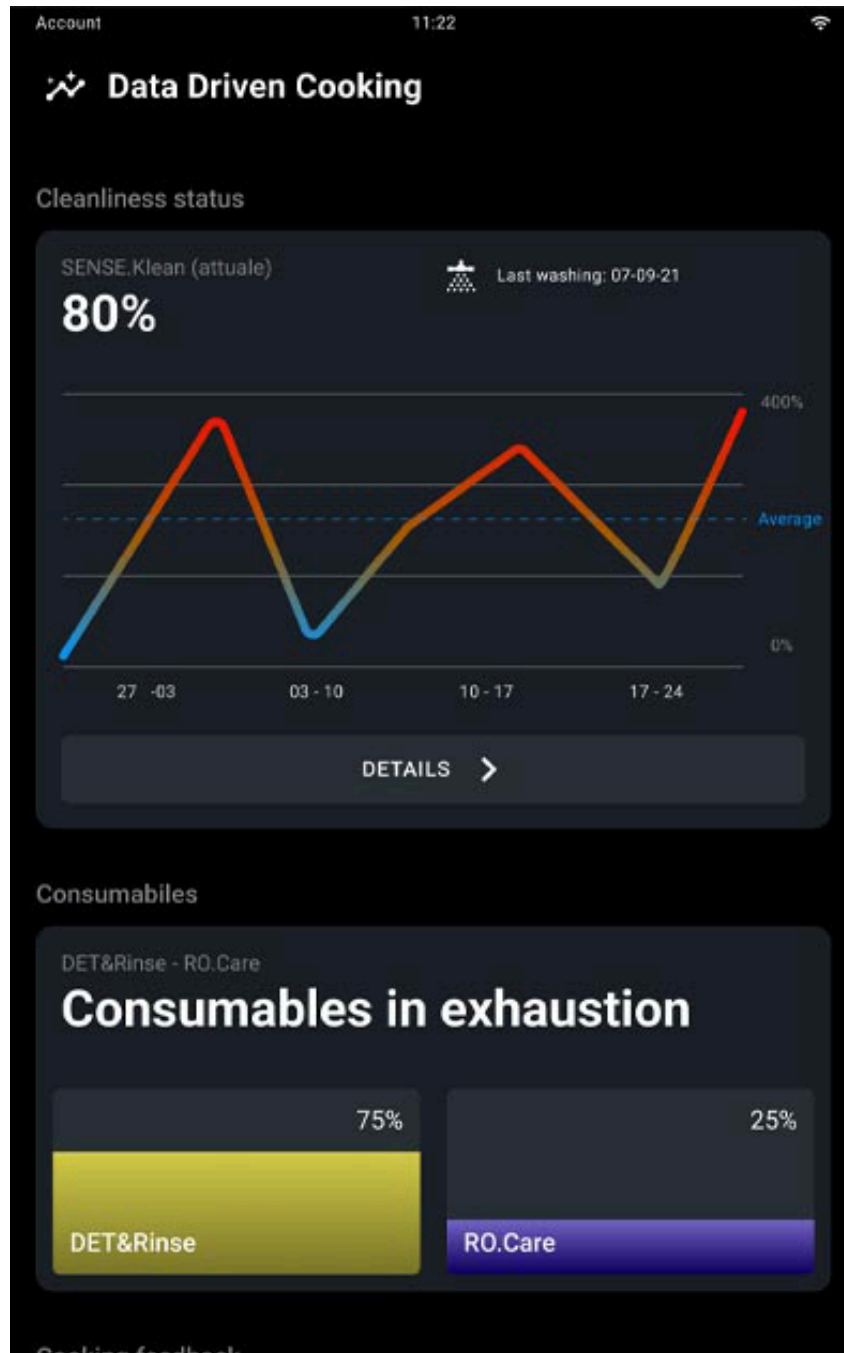 Account 11:22
Data Driven Cooking
Cleanliness status
SENSE.Klean (attuale)
80%
Last washing: 07-09-21
400%
Average
0%
27 -03 03 - 10 10 - 17 17 - 24
DETAILS
Consumabiles
DET&Rinse - RO.Care
Consumables in exhaustion
75% 25%
DET&Rinse RO.Care
Cooking feedback